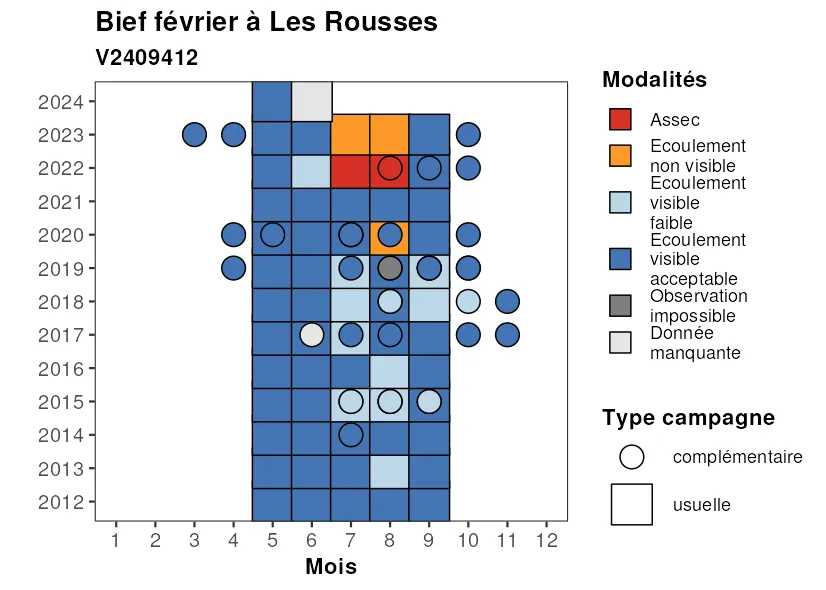 Bief février à Les Rousses
V2409412
2024
2023
2022
2021
2020
2019
2018
2017
2016
2015
2014
2013
2012
1 2 3 4 5 6 7 8 9 10 11 12
Mois
Modalités
Assec
Ecoulement
non visible
Ecoulement
visible
faible
Ecoulement
visible
acceptable
Observation
impossible
Donnée
manquante
Type campagne
complémentaire
usuelle